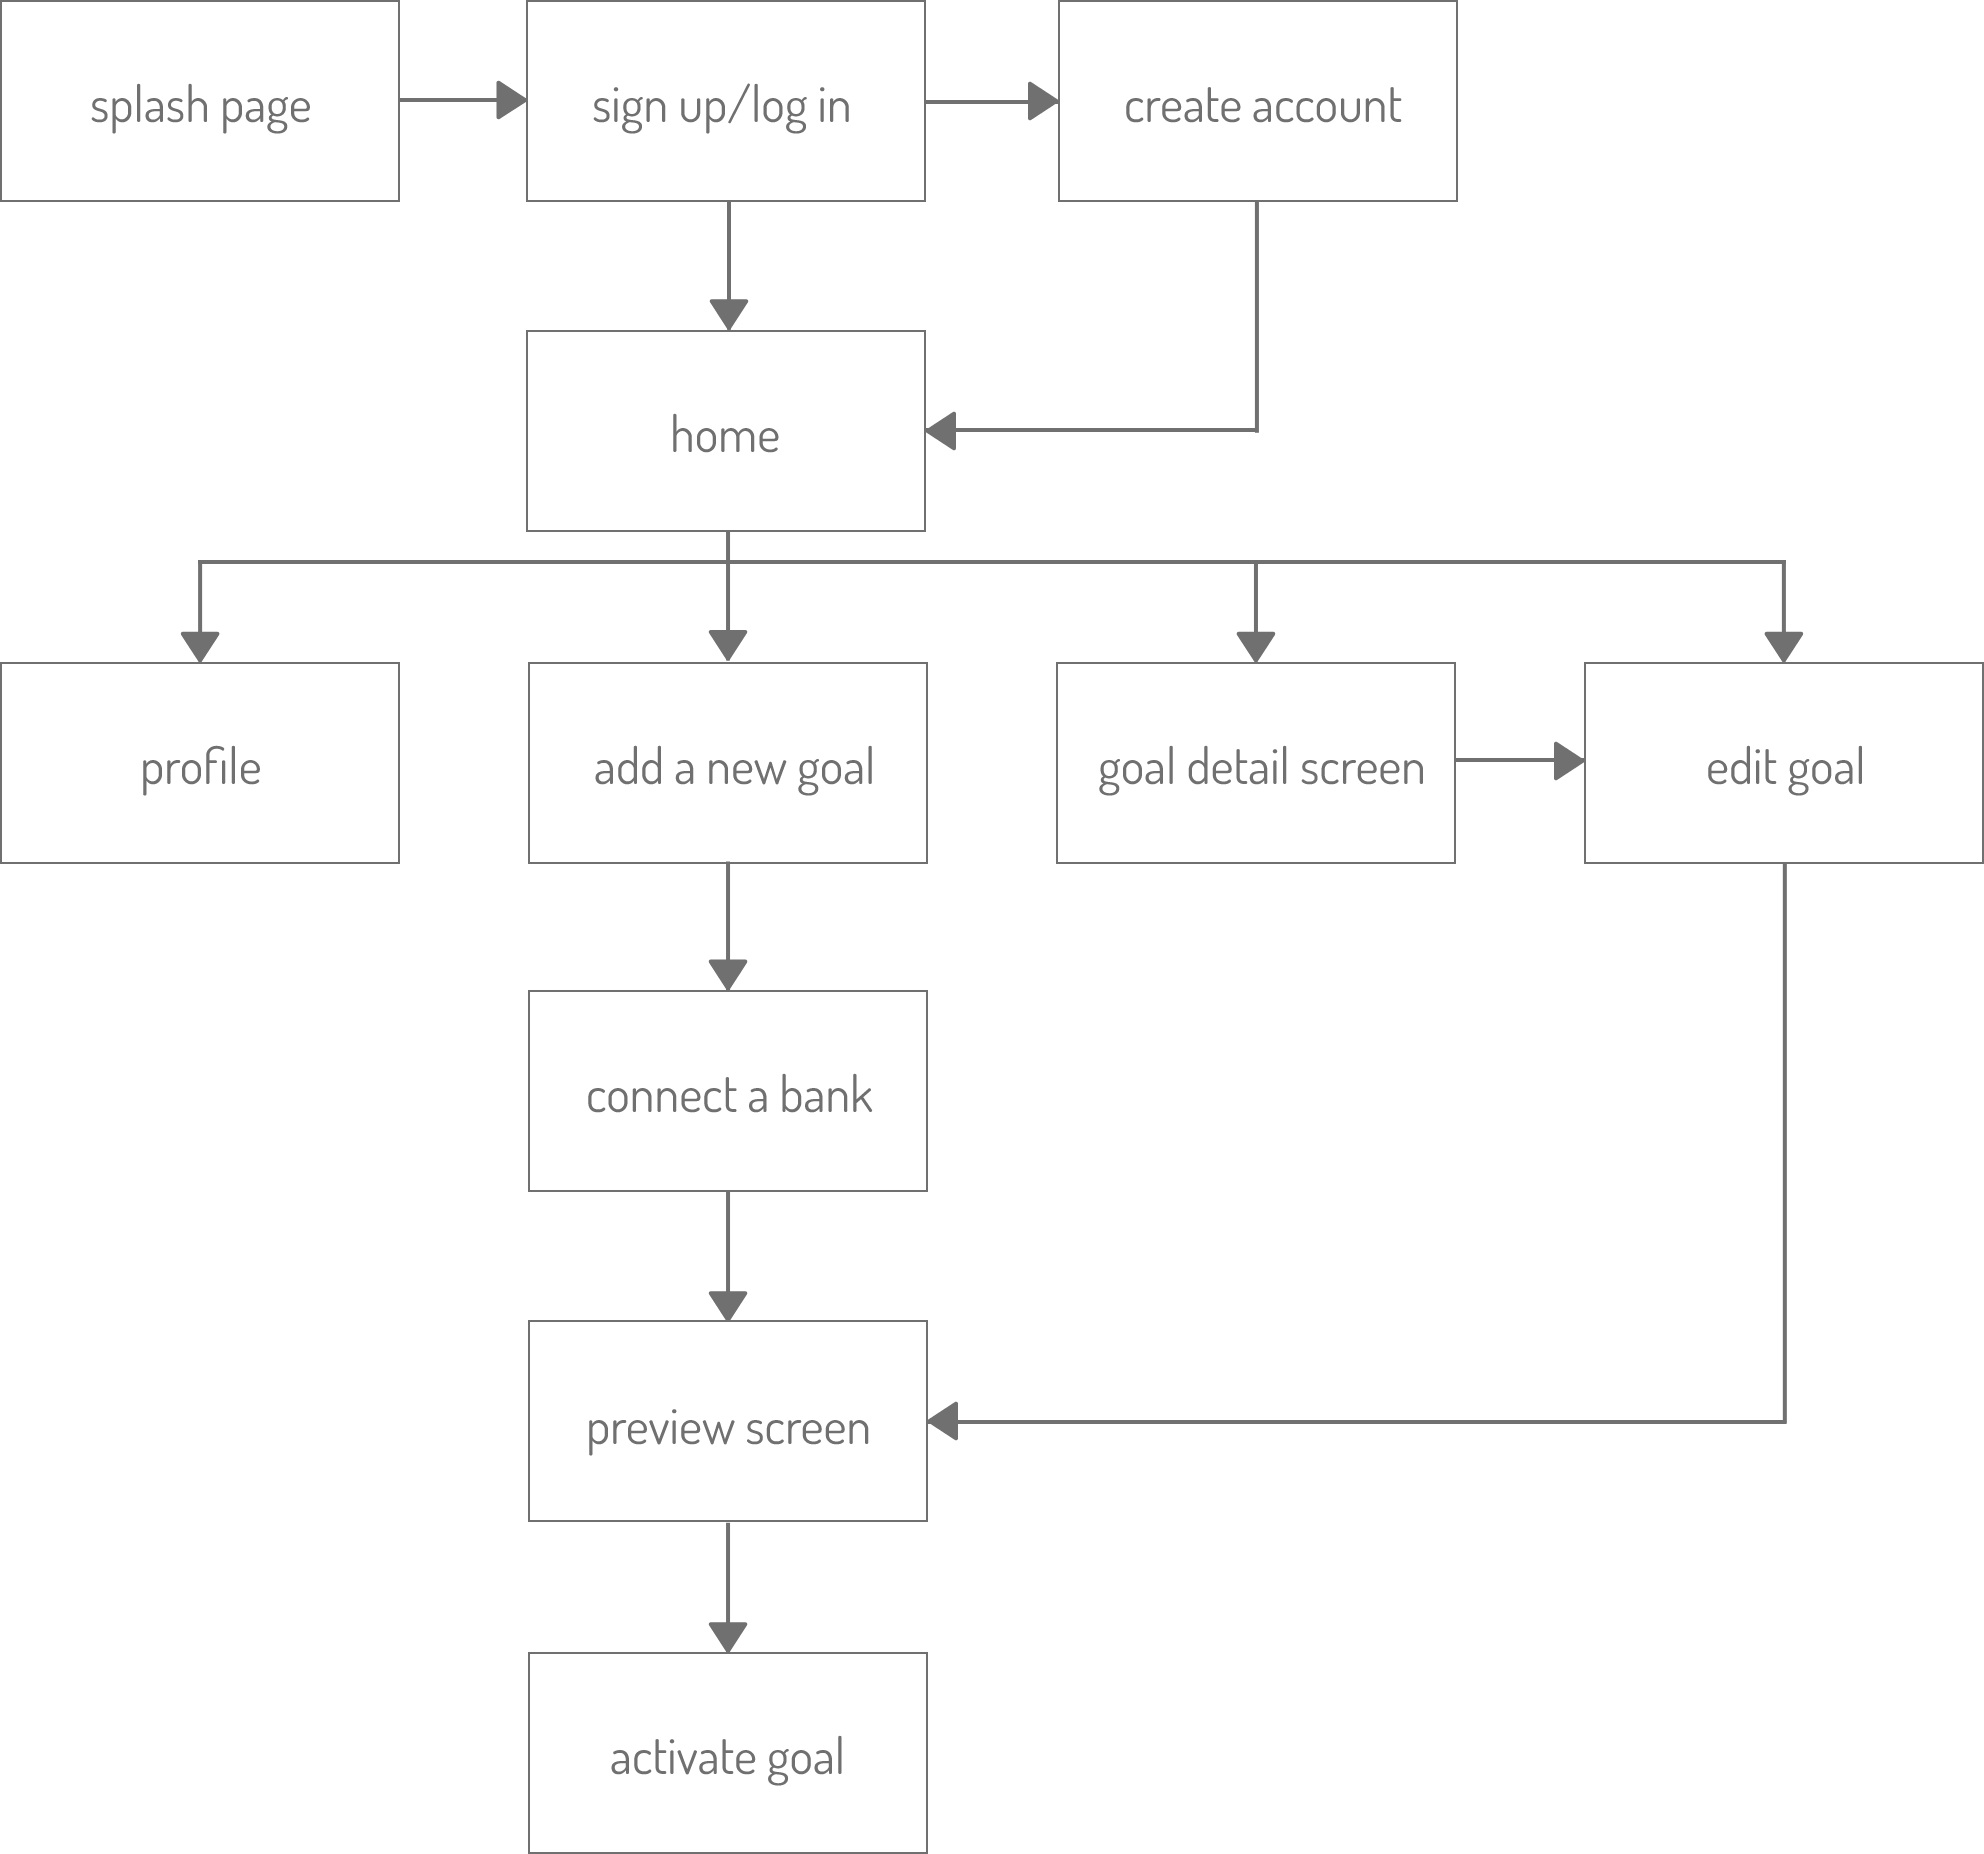 splash page
sign up/log in
create account
home
profile
add a new goal
goal detail screen
edit goal
connect a bank
preview screen
activate goal